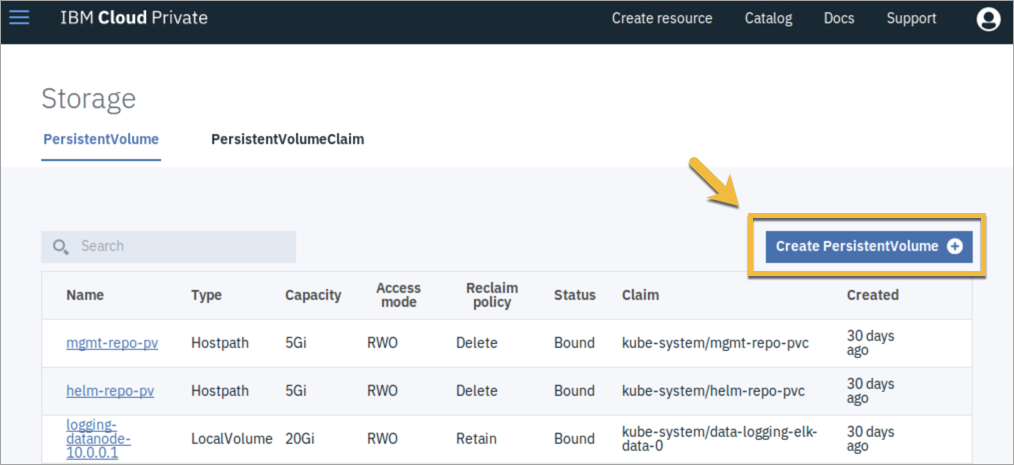 IBM Cloud Private Create resource Catalog Docs Support
Storage
PersistentVolume PersistentVolumeClaim
Search Create PersistentVolume
Name Type Capacity Access mode Reclaim policy Status Claim Created
mgmt-repo-pv Hostpath 5Gi RWO Delete Bound kube-system/mgmt-repo-pvc 30 days ago
helm-repo-pv Hostpath 5Gi RWO Delete Bound kube-system/helm-repo-pvc 30 days ago
logging-datanode-10.0.0.1 LocalVolume 20Gi RWO Retain Bound kube-system/data-logging-elk-data-0 30 days ago